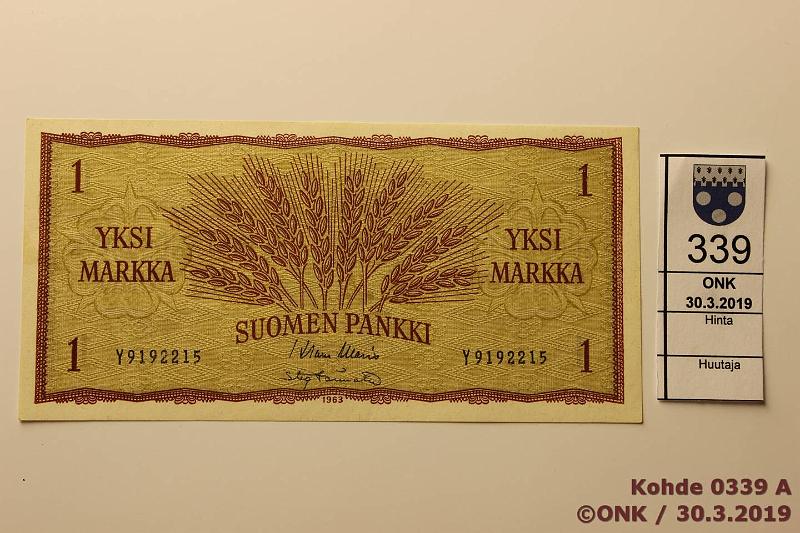 1 1
YKSI MARKKA
YKSI MARKKA
SUOMEN PANKKI
1 Y9192215 Y9192215 1
1963
339
ONK
30.3.2019
Hinta
Huutaja
Kohde 0339 A
©ONK / 30.3.2019